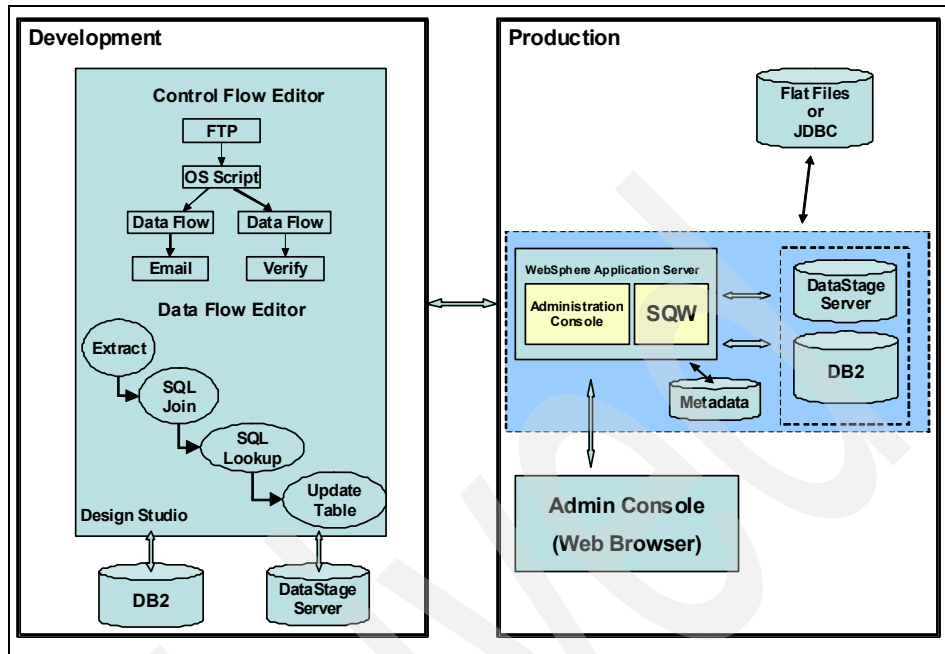 Development
Control Flow Editor
FTP
OS Script
Data Flow
Data Flow
Email
Verify
Data Flow Editor
Extract
SQL
Join
SQL
Lookup
Update
Table
Design Studio
DB2
DataStage
Server
Production
Flat Files
or
JDBC
WebSphere Application Server
Administration
Console
SQW
DataStage
Server
DB2
Metadata
Admin Console
(Web Browser)